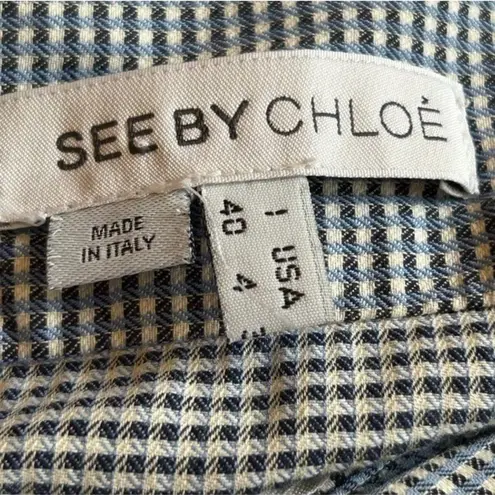 SEE BY CHLOÉ
MADE
IN ITALY
I USA
40 4